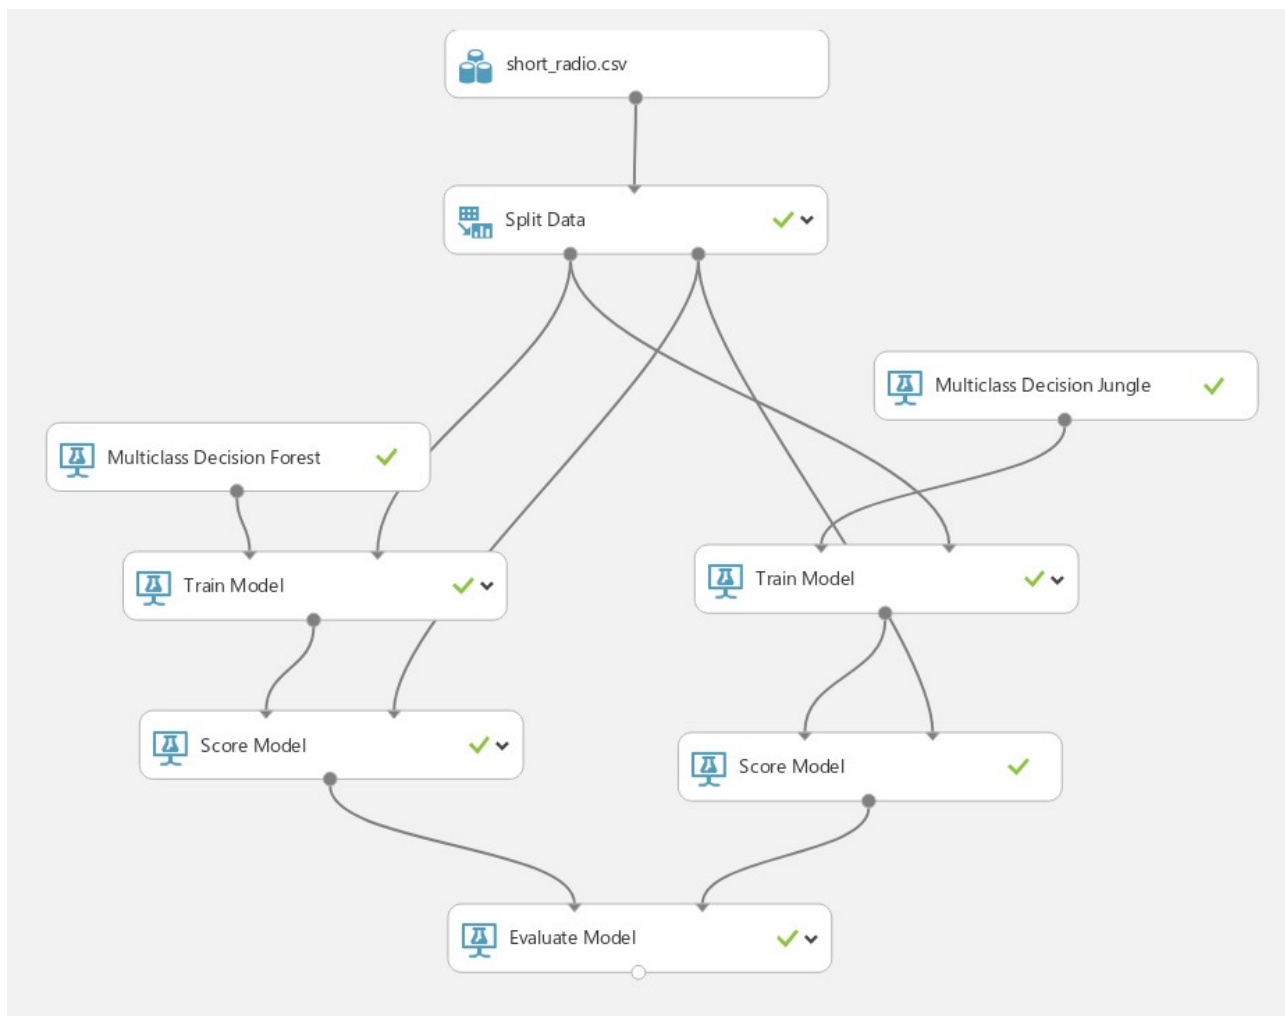 short_radio.csv
Split Data
Multiclass Decision Jungle
Multiclass Decision Forest
Train Model
Train Model
Score Model
Score Model
Evaluate Model